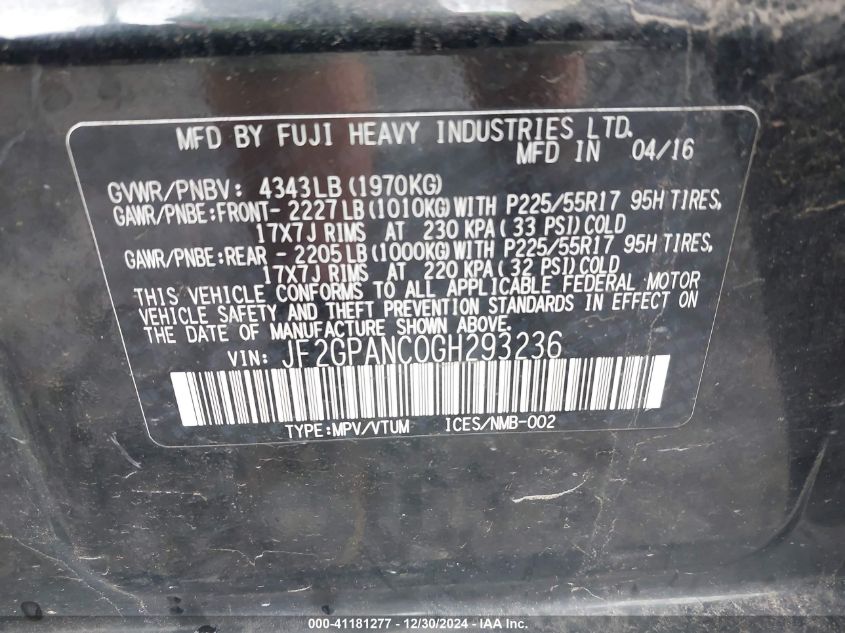 MFD BY FUJI HEAVY INDUSTRIES LTD.
MFD IN 04/16
GVWR/PNBV: 4343LB (1970KG)
GAWR/PNBE:FRONT- 2227LB(1010KG)WITH P225/55R17 95H TIRES,
17X7J RIMS AT 230 KPA( 33 PSI)COLD
GAWR/PNBE:REAR - 2205LB(1000KG)WITH P225/55R17 95H TIRES,
17X7J RIMS AT 220 KPA( 32 PSI)COLD
THIS VEHICLE CONFORMS TO ALL APPLICABLE FEDERAL MOTOR
VEHICLE SAFETY AND THEFT PREVENTION STANDARDS IN EFFECT ON
THE DATE OF MANUFACTURE SHOWN ABOVE.
VIN: JF2GPANC0GH293236
TYPE:MPV/VTUM ICES/NMB-002
000-41181277 - 12/30/2024 - IAA Inc.